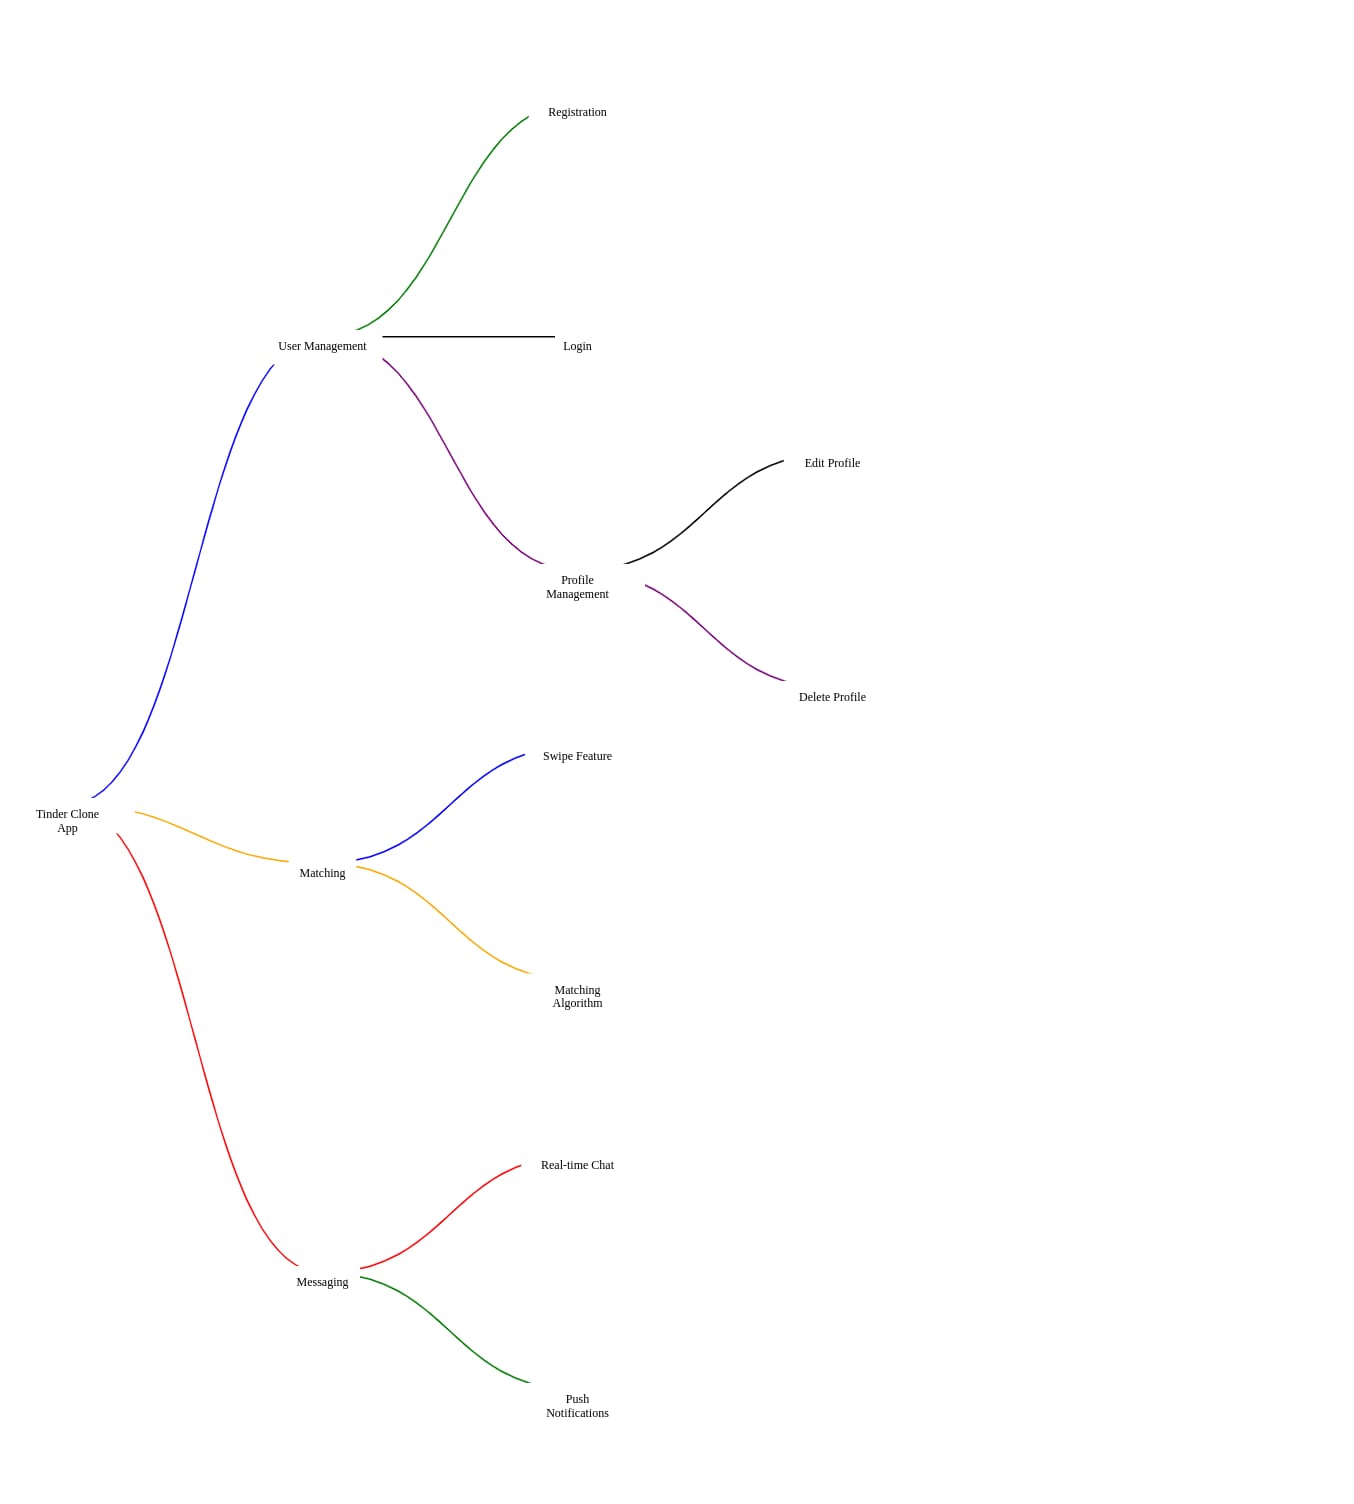 Registration
User Management
Login
Edit Profile
Profile
Management
Delete Profile
Swipe Feature
Tinder Clone
App
Matching
Matching
Algorithm
Real-time Chat
Messaging
Push
Notifications